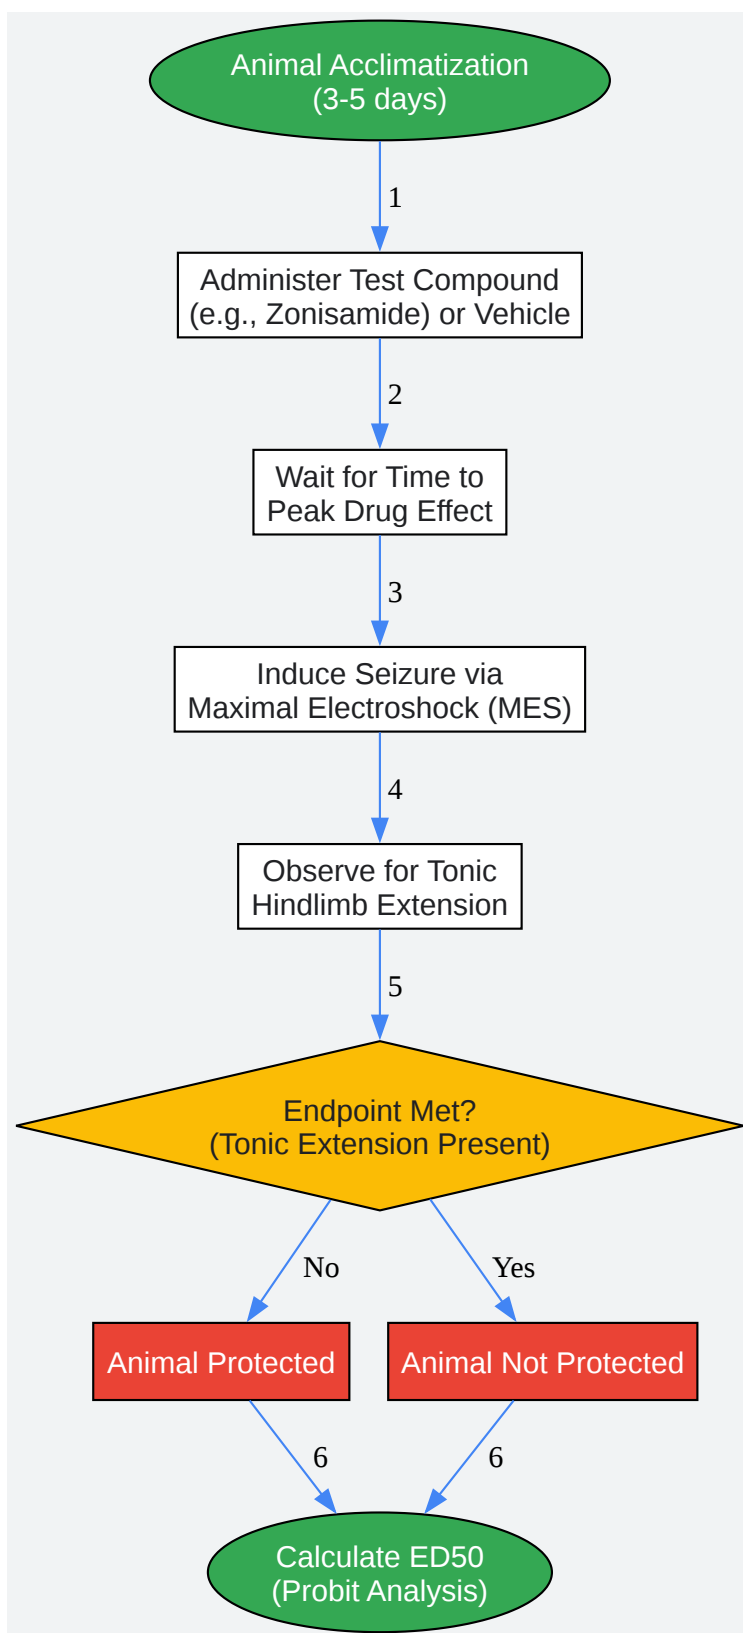 Animal Acclimatization
(3-5 days)
1
Administer Test Compound
(e.g., Zonisamide) or Vehicle
2
Wait for Time to
Peak Drug Effect
3
Induce Seizure via
Maximal Electroshock (MES)
4
Observe for Tonic
Hindlimb Extension
5
Endpoint Met?
(Tonic Extension Present)
No
Yes
Animal Protected
Animal Not Protected
6
6
Calculate ED50
(Probit Analysis)